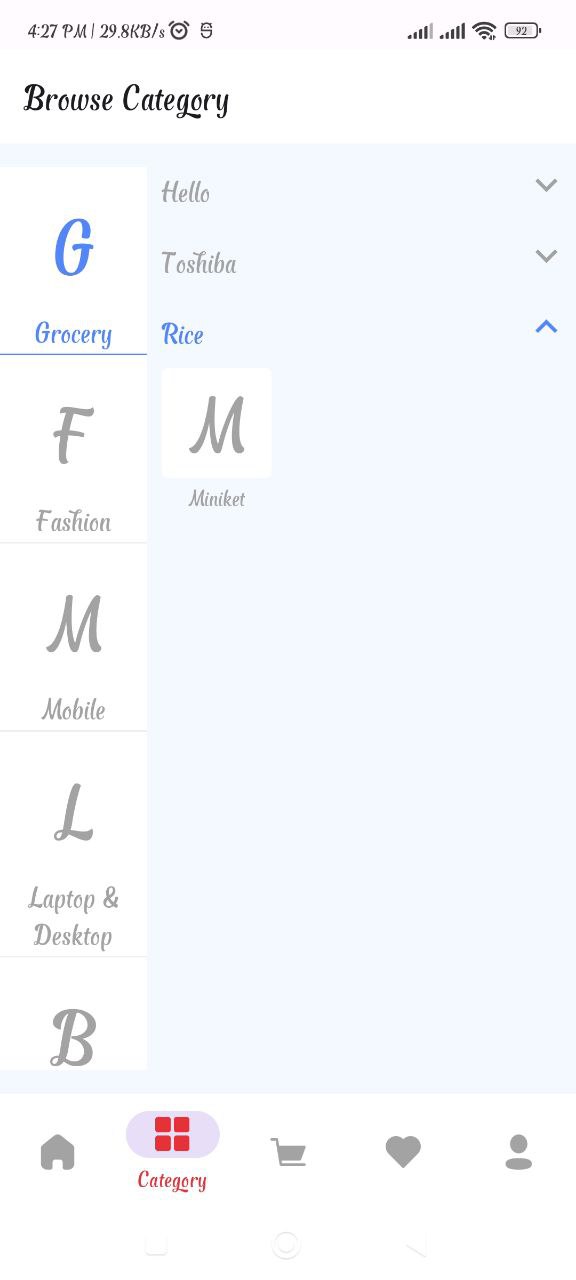 4:27 PM | 29.8KB/s
92
Browse Category
G
Grocery
F
Fashion
M
Mobile
L
Laptop &
Desktop
B
Hello
Toshiba
Rice
M
Miniket
Category